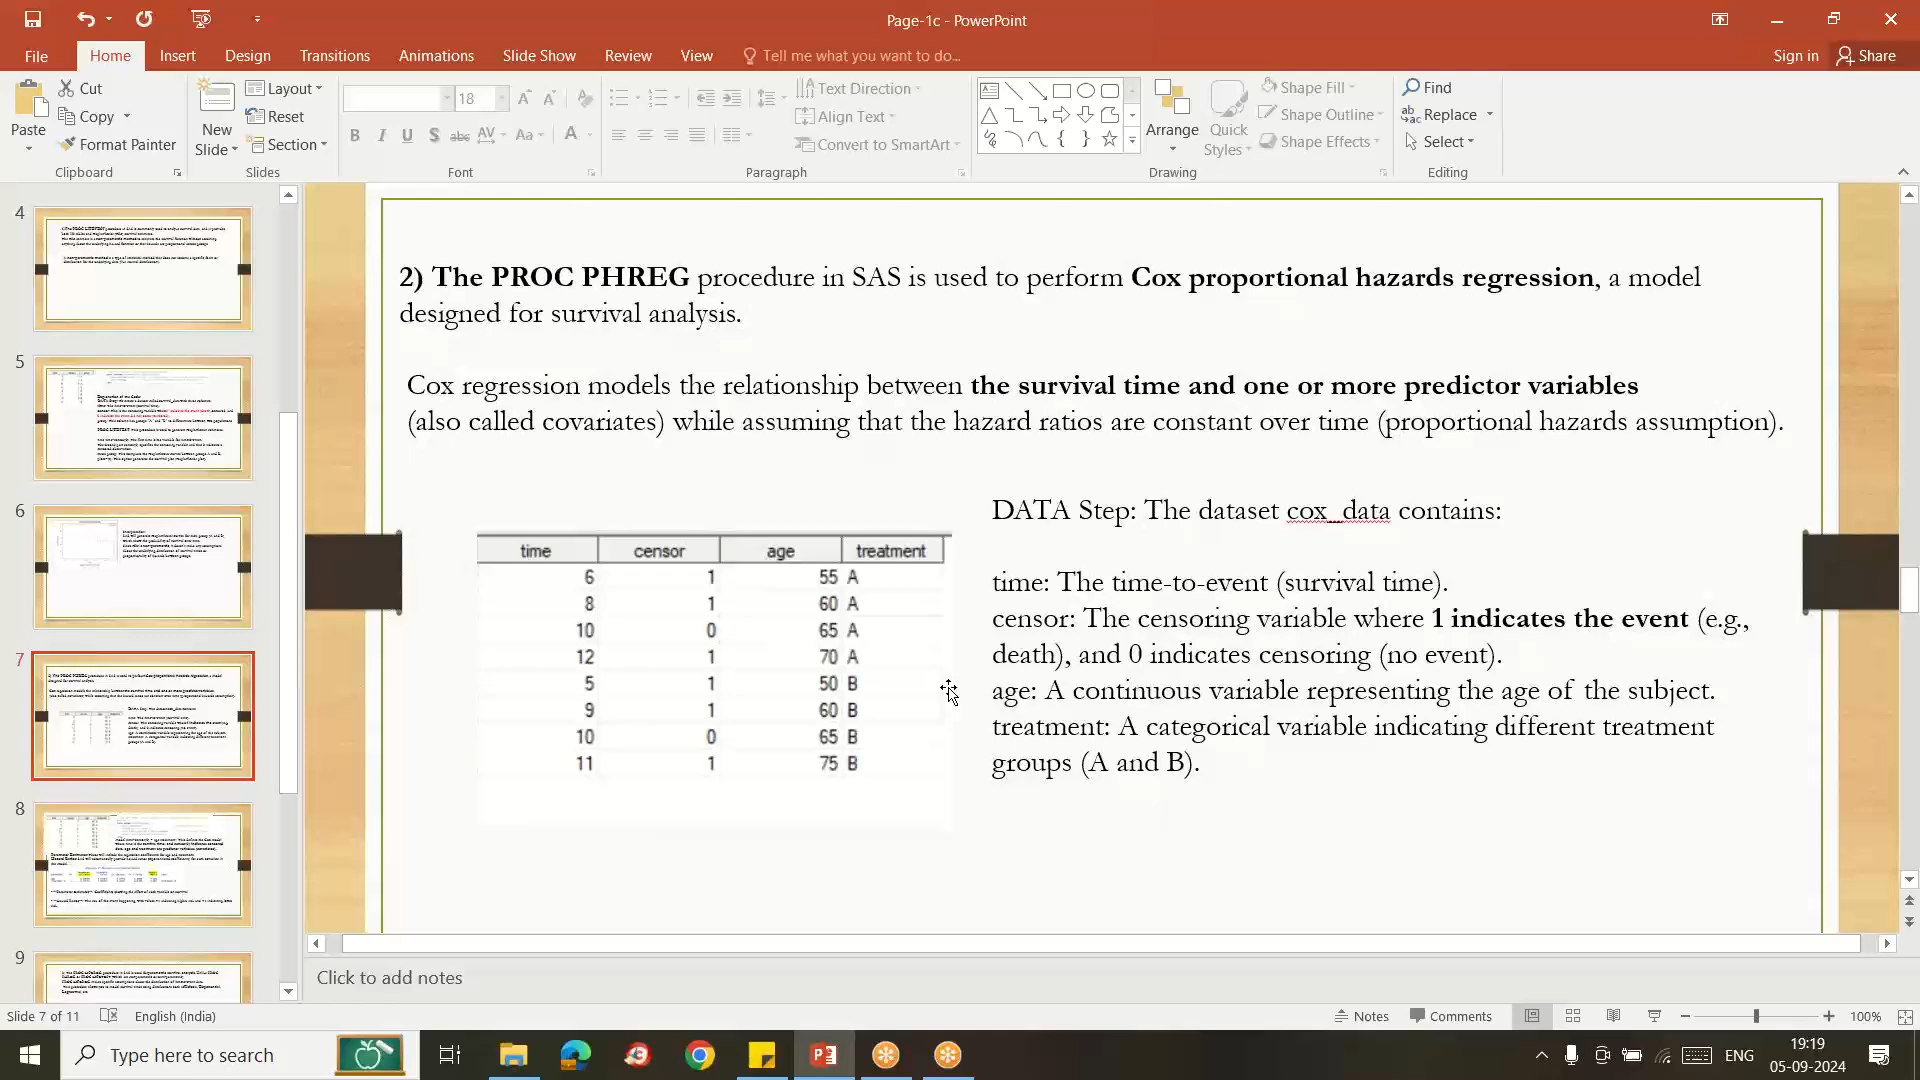 Page-1c - PowerPoint
File Home Insert Design Transitions Animations Slide Show Review View Tell me what you want to do... Sign in Share
Paste Cut Copy Format Painter
Clipboard
New Slide Layout Reset Section
Slides
18
Font
Text Direction
Align Text
Convert to SmartArt
Paragraph
Arrange Quick Styles Shape Fill Shape Outline Shape Effects
Drawing
Find
Replace
Select
Editing
4
5
6
7
8
9
2) The PROC PHREG procedure in SAS is used to perform Cox proportional hazards regression, a model
designed for survival analysis.
Cox regression models the relationship between the survival time and one or more predictor variables
(also called covariates) while assuming that the hazard ratios are constant over time (proportional hazards assumption).
time censor age treatment
6 1 55 A
8 1 60 A
10 0 65 A
12 1 70 A
5 1 50 B
9 1 60 B
10 0 65 B
11 1 75 B
DATA Step: The dataset cox_data contains:
time: The time-to-event (survival time).
censor: The censoring variable where 1 indicates the event (e.g.,
death), and 0 indicates censoring (no event).
age: A continuous variable representing the age of the subject.
treatment: A categorical variable indicating different treatment
groups (A and B).
Click to add notes
Slide 7 of 11 English (India) Notes Comments 100%
Type here to search
ENG
19:19
05-09-2024